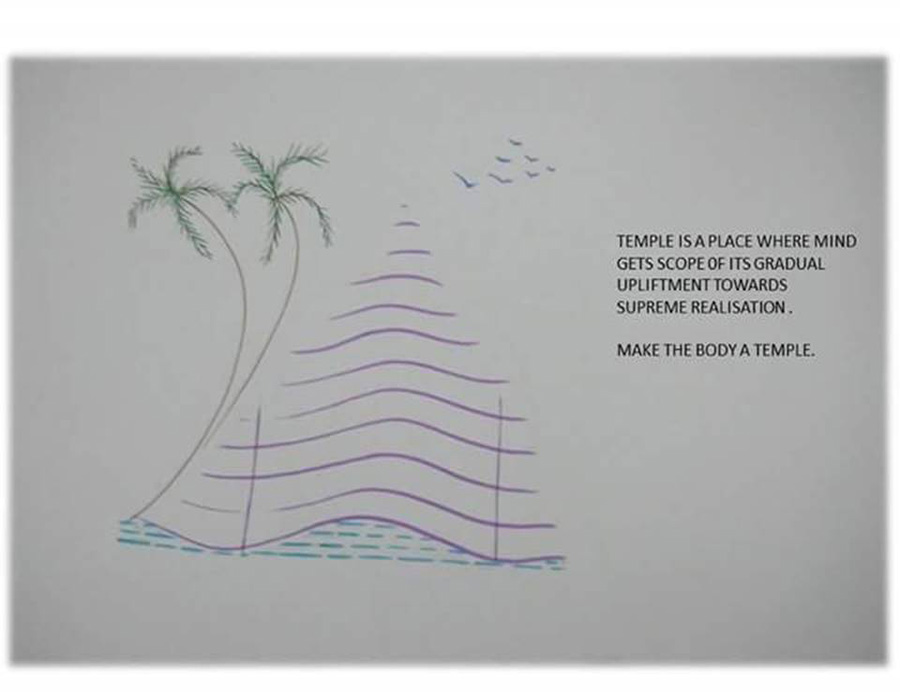 TEMPLE IS A PLACE WHERE MIND
GETS SCOPE OF ITS GRADUAL
UPLIFTMENT TOWARDS
SUPREME REALISATION .
MAKE THE BODY A TEMPLE.